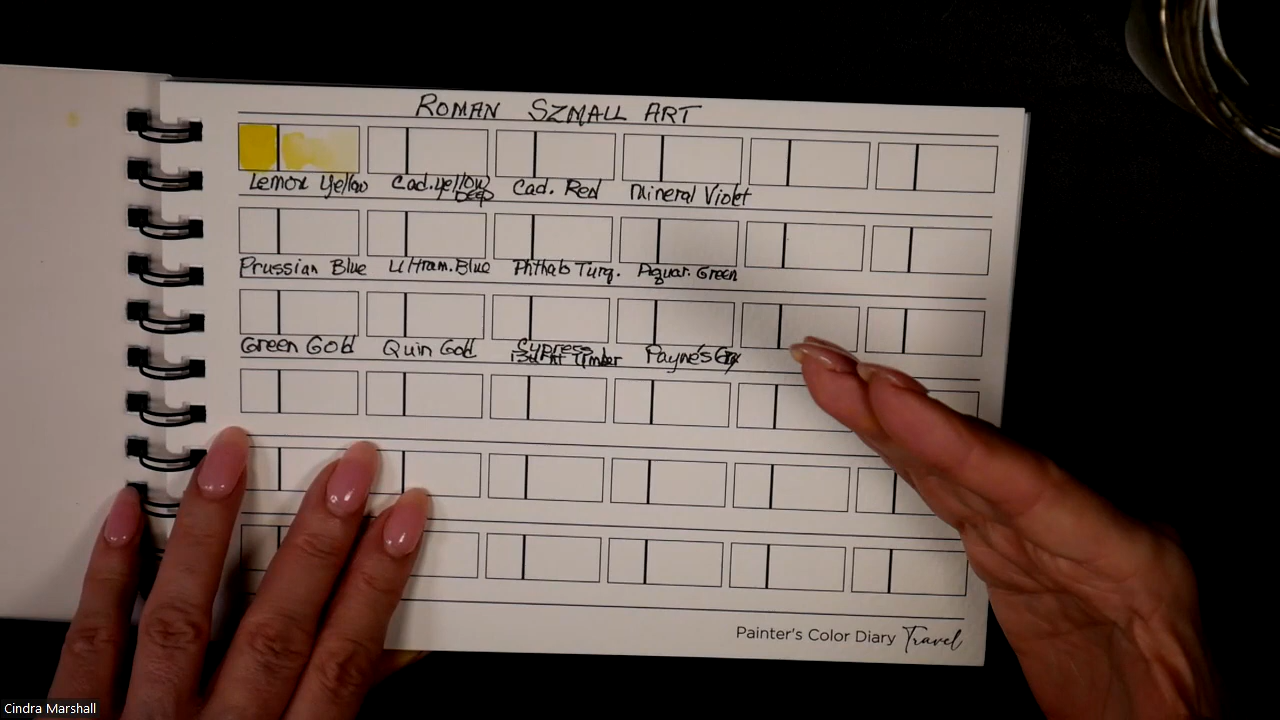 ROMAN SZMALL ART
Lemon Yellow Cad. Yellow Deep Cad. Red Mineral Violet
Prussian Blue Ultram. Blue Phthalo Turq. Aquar. Green
Green Gold Quin Gold Cypress Burnt Umber Payne's Gry
Painter's Color Diary Travel
Cindra Marshall